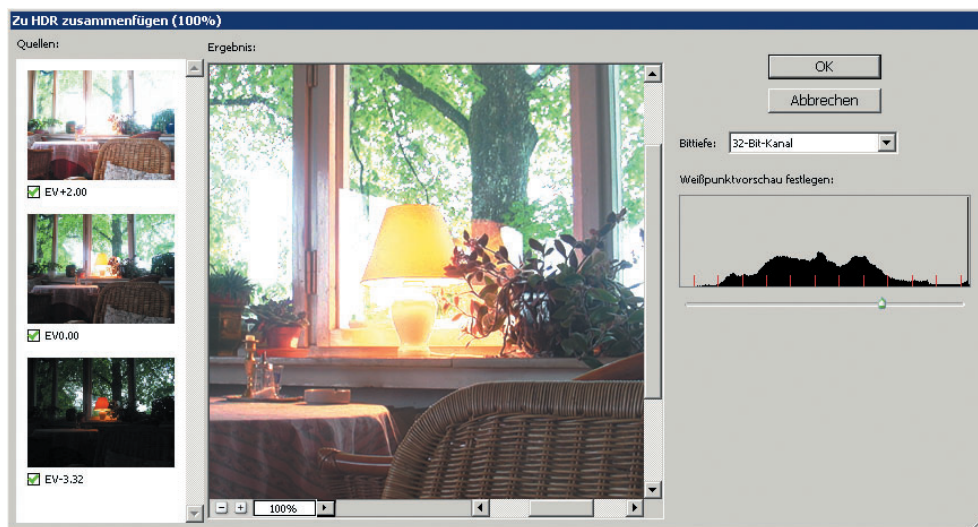 Zu HDR zusammenfügen (100%)
Quellen:
EV+2.00
EV0.00
EV-3.32
Ergebnis:
100%
OK
Abbrechen
Bittiefe: 32-Bit-Kanal
Weißpunktvorschau festlegen: